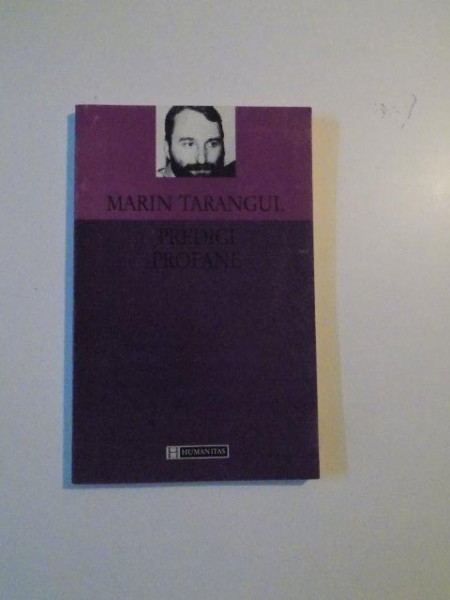 MARIN TARANGUL
PREDICI
PROFANE
HUMANITAS